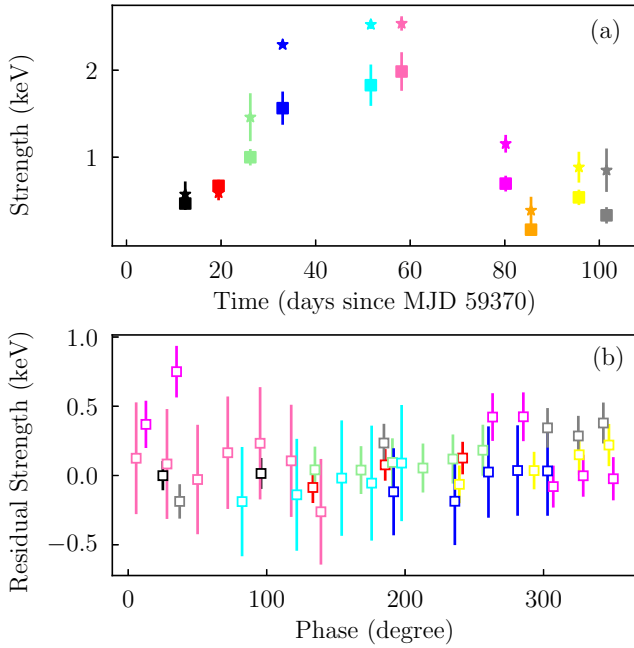 (a)
2
1
Strength (keV)
0 20 40 60 80 100
Time (days since MJD 59370)
(b)
1.0
0.5
0.0
−0.5
Residual Strength (keV)
0 100 200 300
Phase (degree)